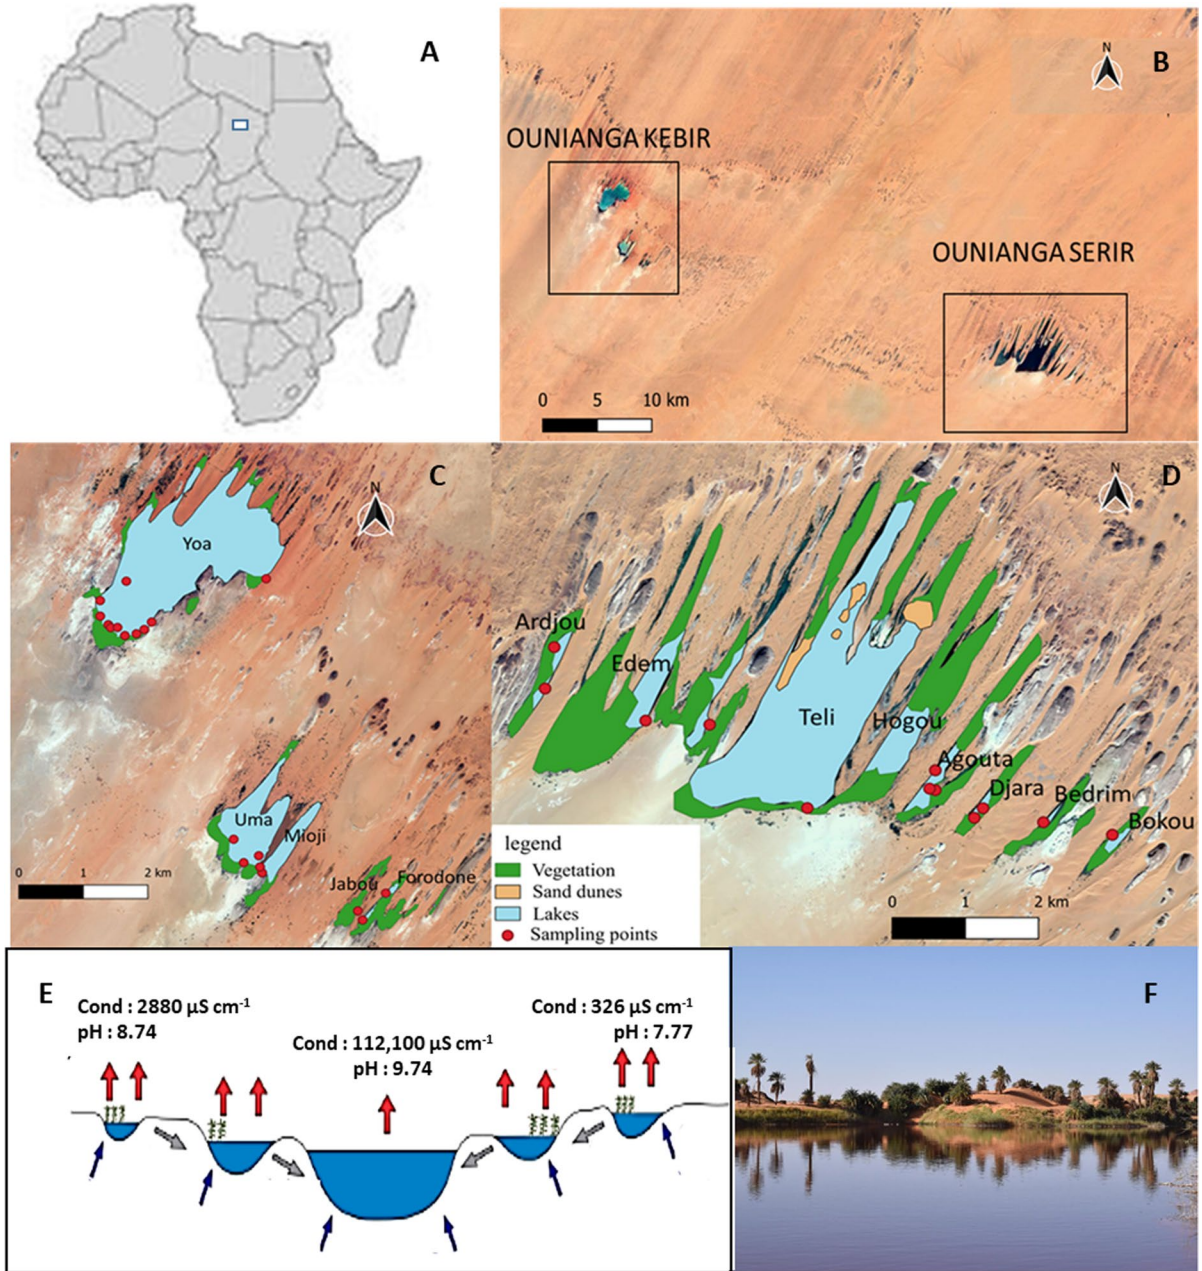 A
N
B
OUNIANGA KEBIR
OUNIANGA SERIR
0 5 10 km
C
N
Yoa
Uma
Mioji
Jabou
Forodone
0 1 2 km
D
N
Ardjou
Edem
Teli
Hogou
Agouta
Djara
Bedrim
Bokou
legend
Vegetation
Sand dunes
Lakes
Sampling points
0 1 2 km
E
Cond : 2880 µS cm⁻¹
pH : 8.74
Cond : 112,100 µS cm⁻¹
pH : 9.74
Cond : 326 µS cm⁻¹
pH : 7.77
F